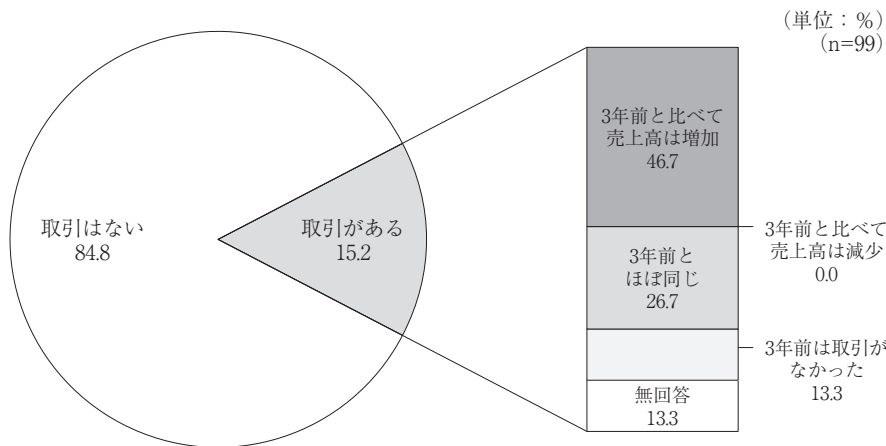 (単位:%)
(n=99)
取引はない
84.8
取引がある
15.2
3年前と比べて
売上高は増加
46.7
3年前と比べて
売上高は減少
0.0
3年前と
ほぼ同じ
26.7
3年前は取引が
なかった
13.3
無回答
13.3